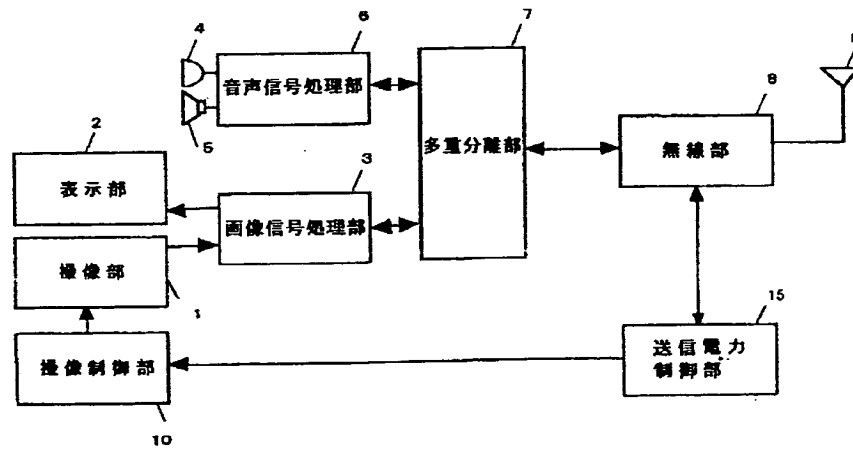 4
6
7
音声信号処理部
8
2
5
多重分離部
無線部
3
表示部
画像信号処理部
撮像部
1
15
撮像制御部
送信電力
制御部
10